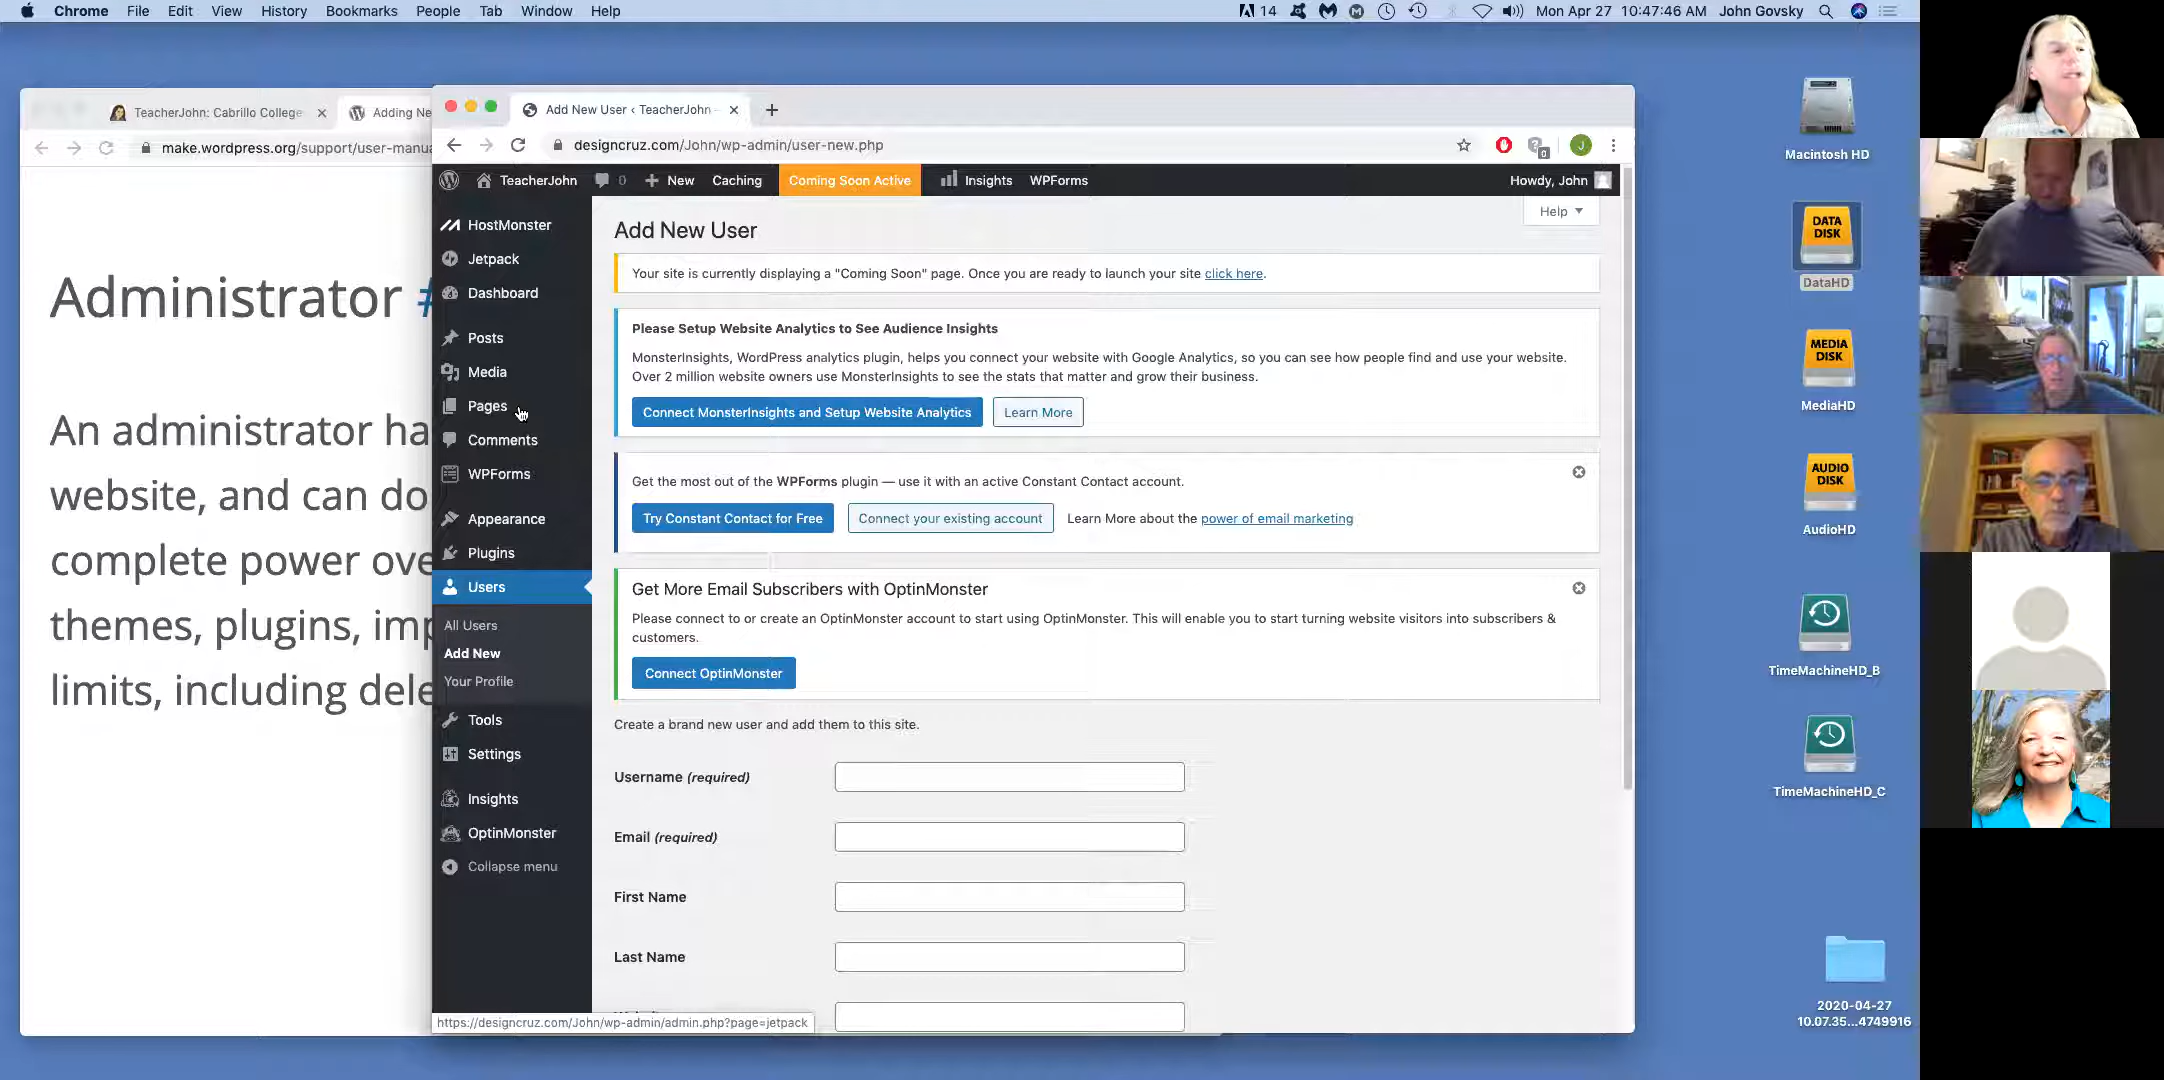 Chrome File Edit View History Bookmarks People Tab Window Help
14 Mon Apr 27 10:47:46 AM John Govsky
TeacherJohn: Cabrillo College
Adding Ne
make.wordpress.org/support/user-manua
Administrator #
An administrator ha
website, and can do
complete power ove
themes, plugins, imp
limits, including dele
Add New User ‹ TeacherJohn -
designcruz.com/John/wp-admin/user-new.php
0
J
TeacherJohn 0 + New Caching Coming Soon Active Insights WPForms Howdy, John
HostMonster
Jetpack
Dashboard
Posts
Media
Pages
Comments
WPForms
Appearance
Plugins
Users
All Users
Add New
Your Profile
Tools
Settings
Insights
OptinMonster
Collapse menu
Help
Add New User
Your site is currently displaying a "Coming Soon" page. Once you are ready to launch your site click here.
Please Setup Website Analytics to See Audience Insights
MonsterInsights, WordPress analytics plugin, helps you connect your website with Google Analytics, so you can see how people find and use your website.
Over 2 million website owners use MonsterInsights to see the stats that matter and grow their business.
Connect MonsterInsights and Setup Website Analytics Learn More
Get the most out of the WPForms plugin — use it with an active Constant Contact account.
Try Constant Contact for Free Connect your existing account Learn More about the power of email marketing
Get More Email Subscribers with OptinMonster
Please connect to or create an OptinMonster account to start using OptinMonster. This will enable you to start turning website visitors into subscribers &
customers.
Connect OptinMonster
Create a brand new user and add them to this site.
Username (required)
Email (required)
First Name
Last Name
https://designcruz.com/John/wp-admin/admin.php?page=jetpack
Macintosh HD
DATA
DISK
DataHD
MEDIA
DISK
MediaHD
AUDIO
DISK
AudioHD
TimeMachineHD_B
TimeMachineHD_C
2020-04-27
10.07.35...4749916